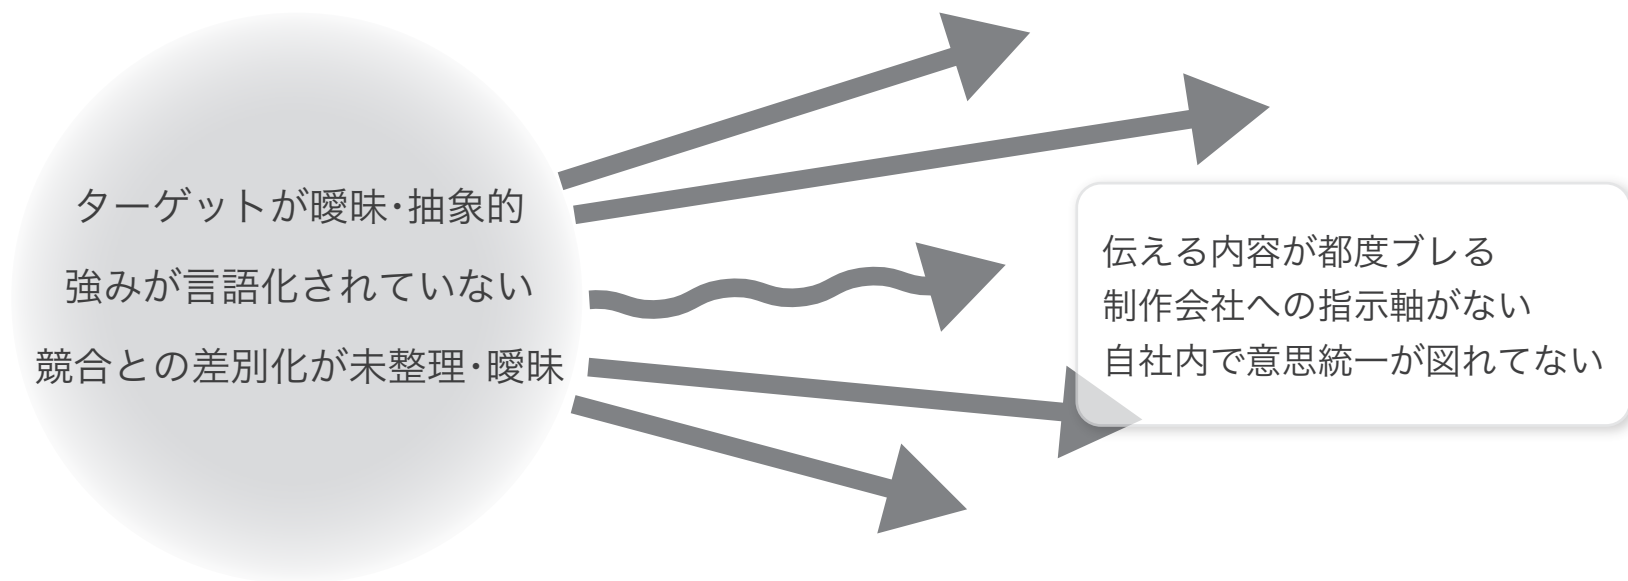 ターゲットが曖昧・抽象的
強みが言語化されていない
競合との差別化が未整理・曖昧
伝える内容が都度ブレる
制作会社への指示軸がない
自社内で意思統一が図れてない